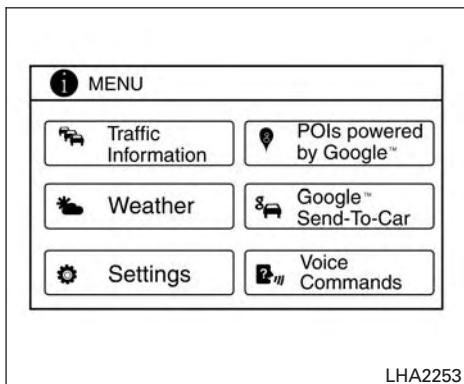 i MENU
Traffic
Information
POIs powered
by Google™
Weather
Google™
Send-To-Car
Settings
Voice
Commands
LHA2253